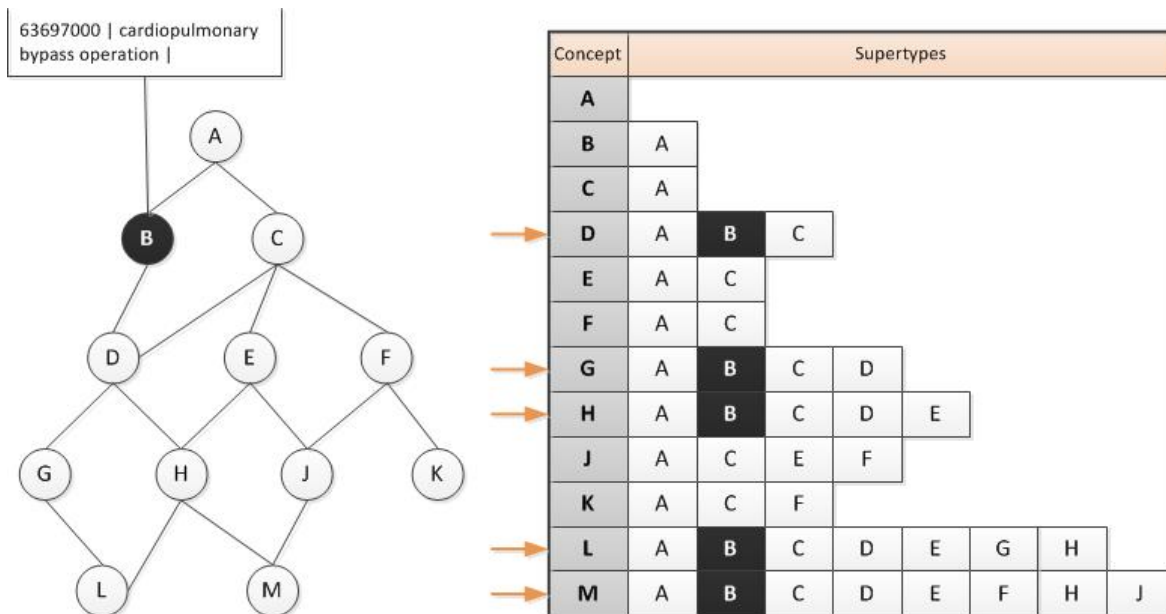 63697000 | cardiopulmonary
bypass operation |
A
B C
D E F
G H J K
L M
Concept Supertypes
A
B A
C A
D A B C
E A C
F A C
G A B C D
H A B C D E
J A C E F
K A C F
L A B C D E G H
M A B C D E F H J